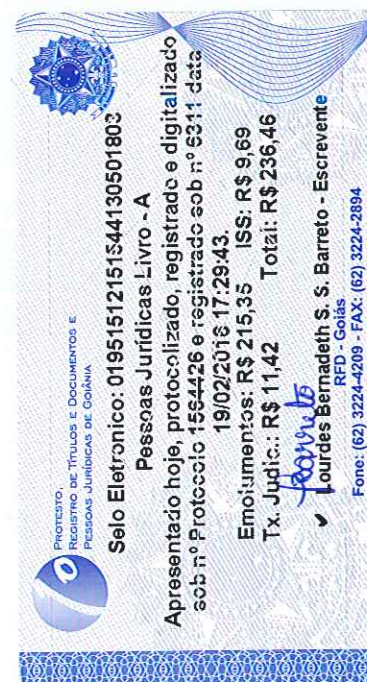 PROTESTO,
REGISTRO DE TÍTULOS E DOCUMENTOS E
PESSOAS JURÍDICAS DE GOIÂNIA
Selo Eletronico: 01951512151544130501803
Pessoas Jurídicas Livro - A
Apresentado hoje, protocolizado, registrado e digitalizado
sob nº Protocolo 1554426 e registrado sob nº 6311 data
19/02/2016 17:29:43.
Emolumentos: R$ 215,35 ISS: R$ 9,69
Tx. Judic.: R$ 11,42 Total: R$ 236,46
Barreto
Lourdes Bernadeth S. S. Barreto - Escrevente
RFD - Goiás
Fone: (62) 3224-4209 - FAX: (62) 3224-2894